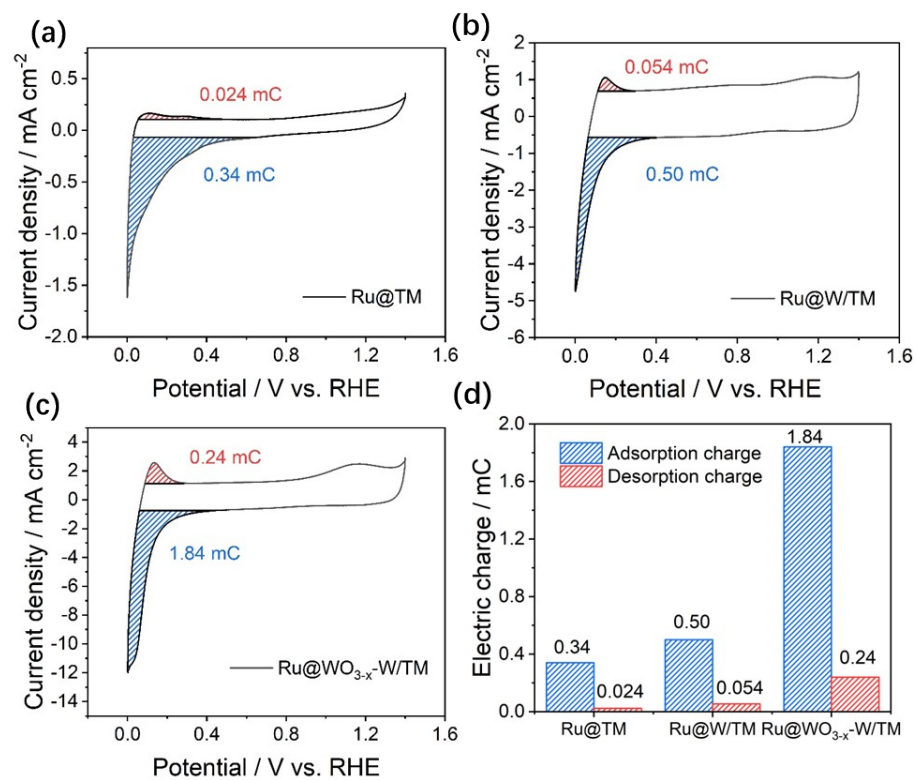 (a)
Current density / mA cm⁻²
0.5
0.0
-0.5
-1.0
-1.5
-2.0
0.024 mC
0.34 mC
Ru@TM
0.0 0.4 0.8 1.2 1.6
Potential / V vs. RHE
(b)
Current density / mA cm⁻²
2
1
0
-1
-2
-3
-4
-5
-6
0.054 mC
0.50 mC
Ru@W/TM
0.0 0.4 0.8 1.2 1.6
Potential / V vs. RHE
(c)
Current density / mA cm⁻²
4
2
0
-2
-4
-6
-8
-10
-12
-14
0.24 mC
1.84 mC
Ru@WO₃₋ₓ-W/TM
0.0 0.4 0.8 1.2 1.6
Potential / V vs. RHE
(d)
Electric charge / mC
2.0
1.6
1.2
0.8
0.4
0.0
Adsorption charge
Desorption charge
0.34
0.024
0.50
0.054
1.84
0.24
Ru@TM Ru@W/TM Ru@WO₃₋ₓ-W/TM